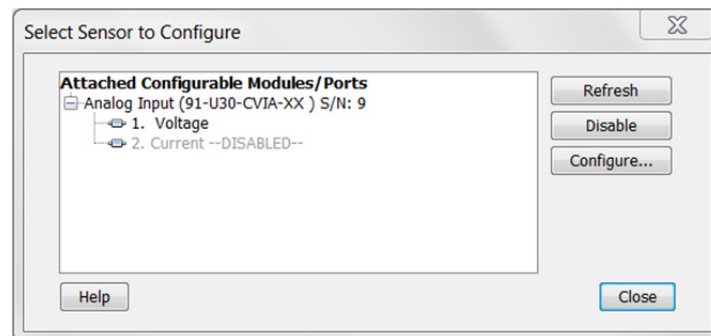 Select Sensor to Configure
Attached Configurable Modules/Ports
Analog Input (91-U30-CVIA-XX ) S/N: 9
1. Voltage
2. Current --DISABLED--
Refresh
Disable
Configure...
Help
Close